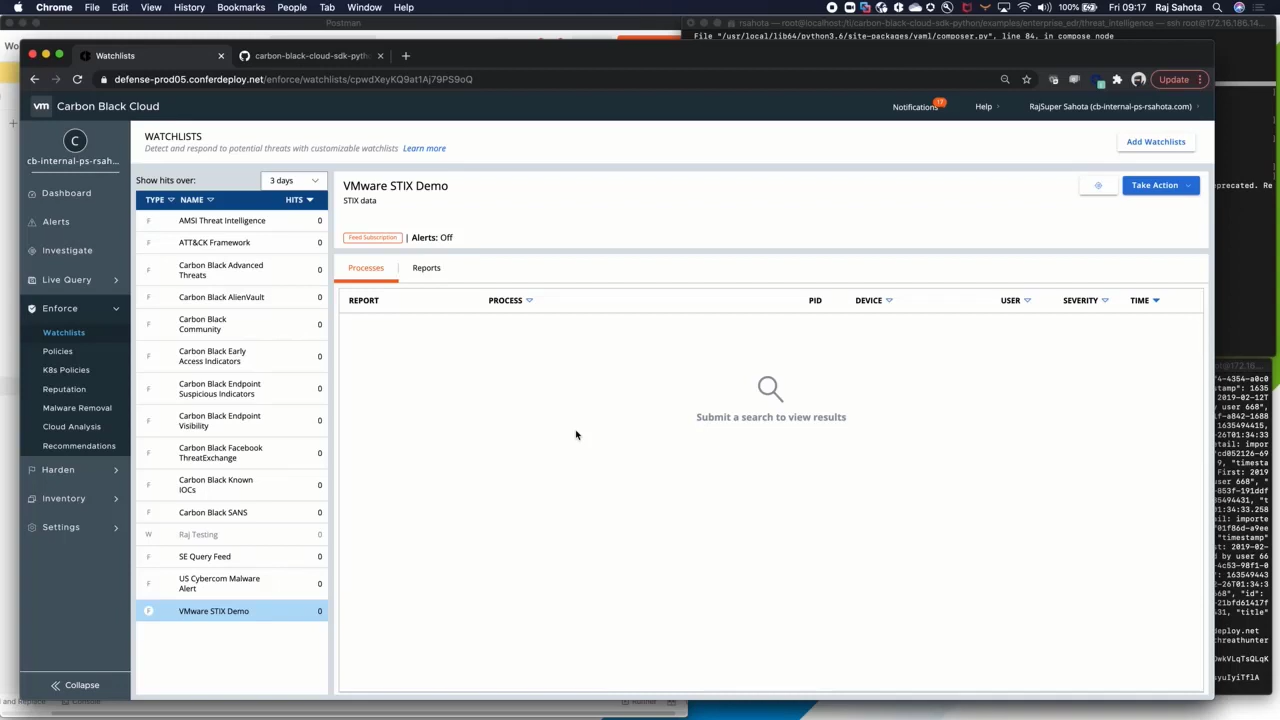 Chrome File Edit View History Bookmarks People Tab Window Help
100% Fri 09:17 Raj Sahota
Postman
rsahota — root@localhost:/ti/carbon-black-cloud-sdk-python/examples/enterprise_edr/threat_intelligence — ssh root@172.16.186.14
File "/usr/local/lib64/python3.6/site-packages/yaml/composer.py", line 84, in compose_node
Watchlists
carbon-black-cloud-sdk-pyth
defense-prod05.conferdeploy.net/enforce/watchlists/cpwdXeyKQ9at1Aj79PS9oQ
Update
vm Carbon Black Cloud
Notifications 17
Help
RajSuper Sahota (cb-internal-ps-rsahota.com)
C
cb-internal-ps-rsah...
Dashboard
Alerts
Investigate
Live Query
Enforce
Watchlists
Policies
K8s Policies
Reputation
Malware Removal
Cloud Analysis
Recommendations
Harden
Inventory
Settings
Collapse
WATCHLISTS
Detect and respond to potential threats with customizable watchlists Learn more
Add Watchlists
Show hits over: 3 days
TYPE NAME HITS
F AMSI Threat Intelligence 0
F ATT&CK Framework 0
F Carbon Black Advanced
Threats 0
F Carbon Black AlienVault 0
F Carbon Black
Community 0
F Carbon Black Early
Access Indicators 0
F Carbon Black Endpoint
Suspicious Indicators 0
F Carbon Black Endpoint
Visibility 0
F Carbon Black Facebook
ThreatExchange 0
F Carbon Black Known
IOCs 0
F Carbon Black SANS 0
W Raj Testing 0
F SE Query Feed 0
F US Cybercom Malware
Alert 0
F VMware STIX Demo 0
VMware STIX Demo
STIX data
Take Action
Feed Subscription | Alerts: Off
Processes Reports
REPORT PROCESS PID DEVICE USER SEVERITY TIME
Submit a search to view results